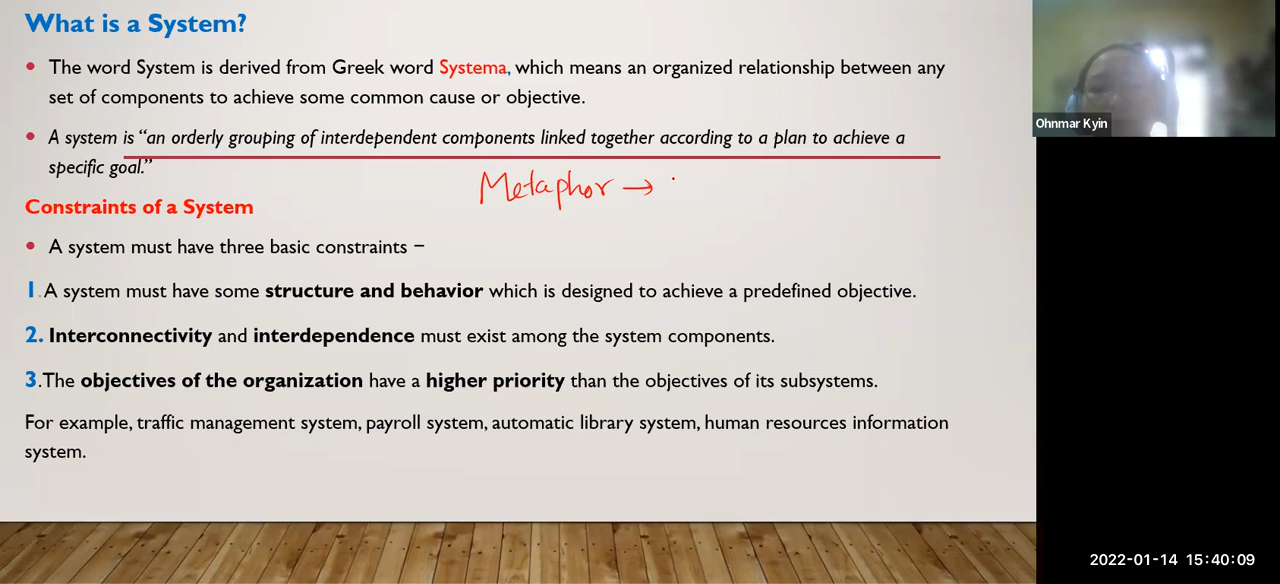 What is a System?
• The word System is derived from Greek word Systema, which means an organized relationship between any
set of components to achieve some common cause or objective.
• A system is “an orderly grouping of interdependent components linked together according to a plan to achieve a
specific goal.”
Metaphor →
Constraints of a System
• A system must have three basic constraints −
1.A system must have some structure and behavior which is designed to achieve a predefined objective.
2. Interconnectivity and interdependence must exist among the system components.
3.The objectives of the organization have a higher priority than the objectives of its subsystems.
For example, traffic management system, payroll system, automatic library system, human resources information
system.
Ohnmar Kyin
2022-01-14 15:40:09